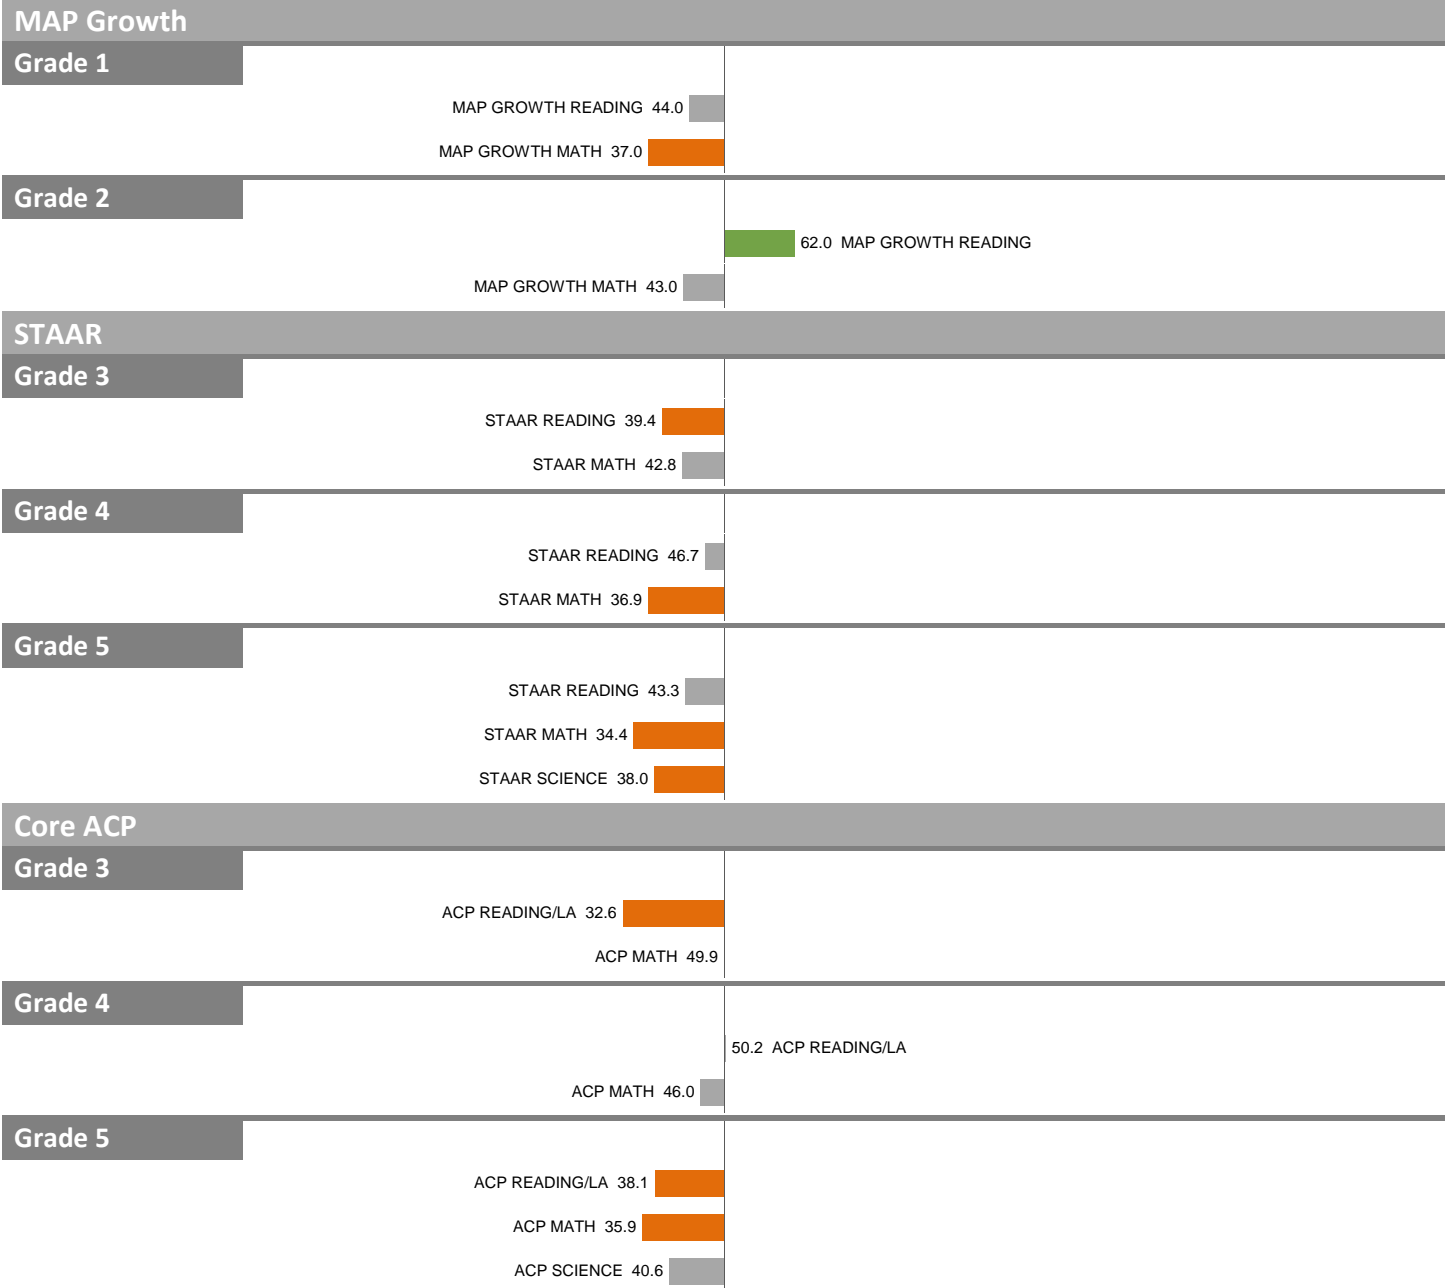 MAP Growth
Grade 1
MAP GROWTH READING 44.0
MAP GROWTH MATH 37.0
Grade 2
62.0 MAP GROWTH READING
MAP GROWTH MATH 43.0
STAAR
Grade 3
STAAR READING 39.4
STAAR MATH 42.8
Grade 4
STAAR READING 46.7
STAAR MATH 36.9
Grade 5
STAAR READING 43.3
STAAR MATH 34.4
STAAR SCIENCE 38.0
Core ACP
Grade 3
ACP READING/LA 32.6
ACP MATH 49.9
Grade 4
50.2 ACP READING/LA
ACP MATH 46.0
Grade 5
ACP READING/LA 38.1
ACP MATH 35.9
ACP SCIENCE 40.6